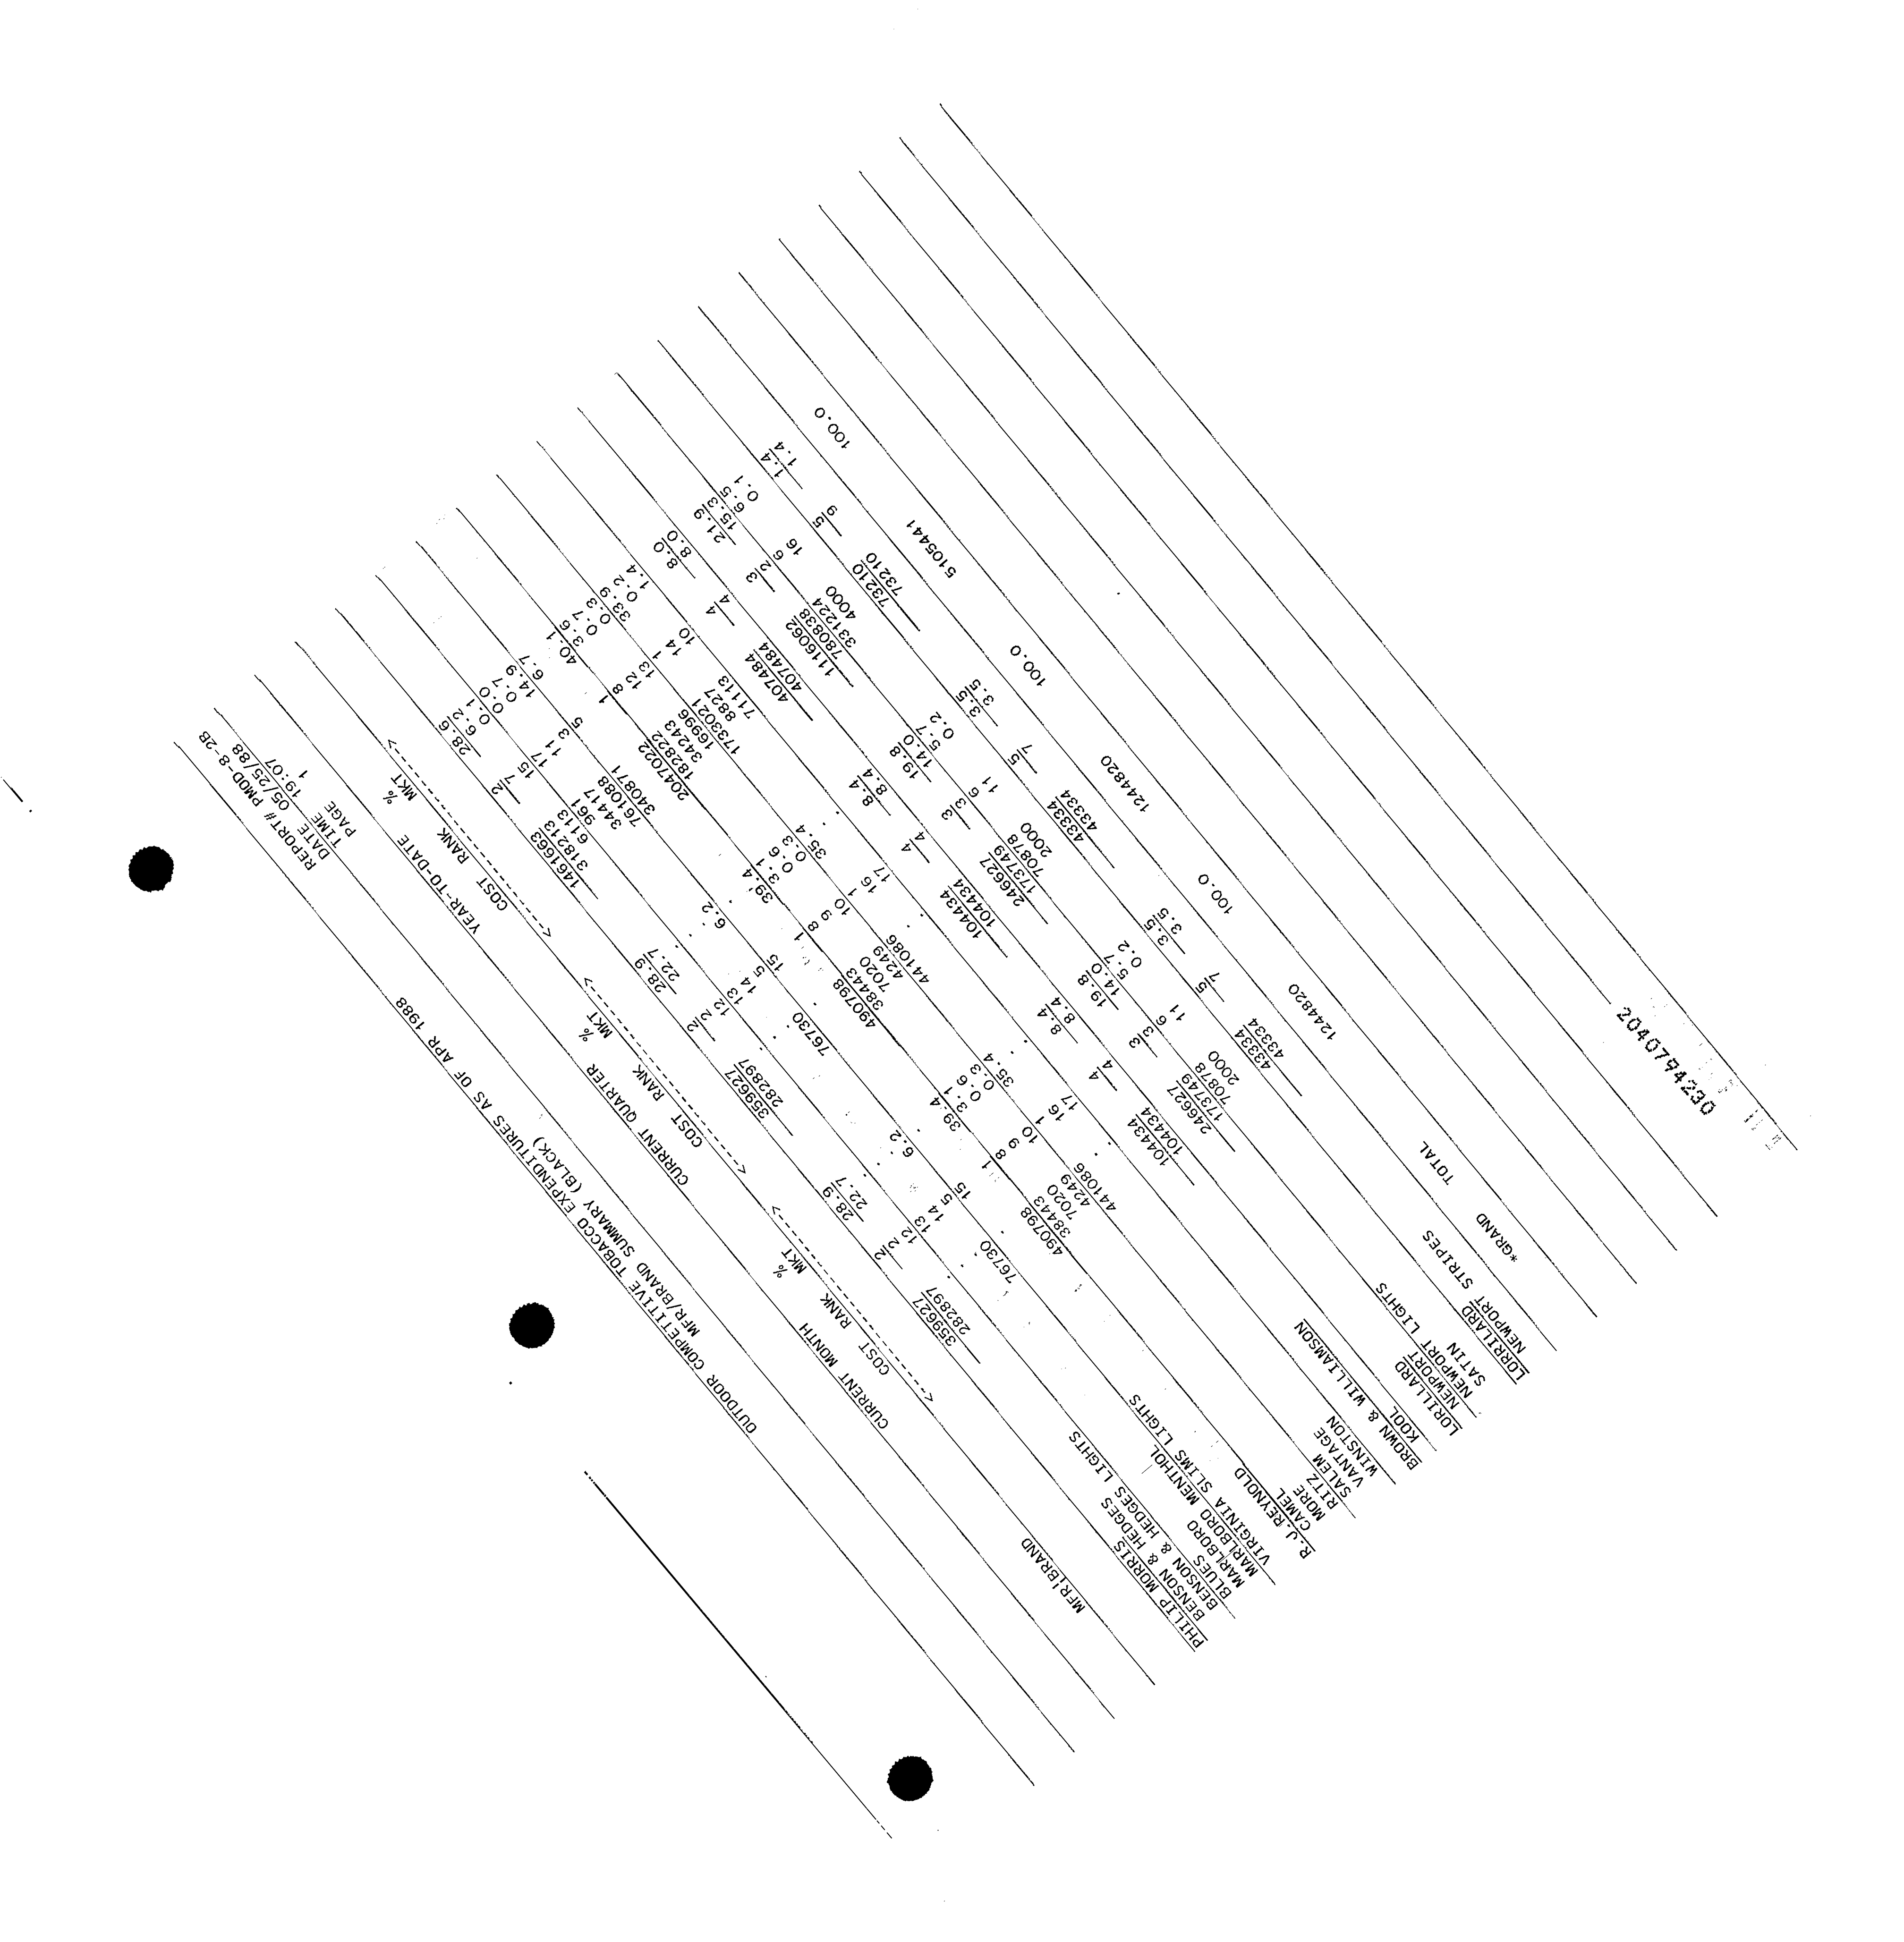 OUTDOOR COMPETITIVE TOBACCO EXPENDITURES AS OF APR 1988 REPORT# PMOD-8-2B
MFR/BRAND SUMMARY (BLACK) DATE 05/25/88
TIME 19:07
PAGE 1
CURRENT MONTH CURRENT QUARTER YEAR-TO-DATE
MFR!BRAND COST RANK % MKT COST RANK % MKT COST RANK % MKT
<--------------------------> <--------------------------> <-------------------------->
PHILIP MORRIS 359627 2 28.9 359627 2 28.9 1461663 2 28.6
BENSON & HEDGES 282897 2 22.7 282897 2 22.7 318213 7 6.2
BENSON & HEDGES LIGHTS . 12 . . 12 . 6113 15 0.1
BLUES . 13 . . 13 . 961 17 0.0
MARLBORO . 14 . . 14 . 34417 11 0.7
MARLBORO MENTHOL 76730 5 6.2 76730 5 6.2 761088 3 14.9
VIRGINIA SLIMS LIGHTS . 15 . . 15 . 340871 5 6.7
R.J.REYNOLD 490798 1 39.4 490798 1 39.4 2047022 1 40.1
CAMEL 38443 8 3.1 38443 8 3.1 182822 8 3.6
MORE 7020 9 0.6 7020 9 0.6 34243 12 0.7
RITZ 4249 10 0.3 4249 10 0.3 16996 13 0.3
SALEM 441086 1 35.4 441086 1 35.4 1733021 1 33.9
VANTAGE . 16 . . 16 . 8827 14 0.2
WINSTON . 17 . . 17 . 71113 10 1.4
BROWN & WILLIAMSON 104434 4 8.4 104434 4 8.4 407484 4 8.0
KOOL 104434 4 8.4 104434 4 8.4 407484 4 8.0
LORILLARD 246627 3 19.8 246627 3 19.8 1116062 3 21.9
NEWPORT 173749 3 14.0 173749 3 14.0 780838 2 15.3
NEWPORT LIGHTS 70878 6 5.7 70878 6 5.7 331224 6 6.5
SATIN 2000 11 0.2 2000 11 0.2 4000 16 0.1
LORRILARD 43334 5 3.5 43334 5 3.5 73210 5 1.4
NEWPORT STRIPES 43334 7 3.5 43334 7 3.5 73210 9 1.4
*GRAND TOTAL 1244820 100.0 1244820 100.0 5105441 100.0
2040794230